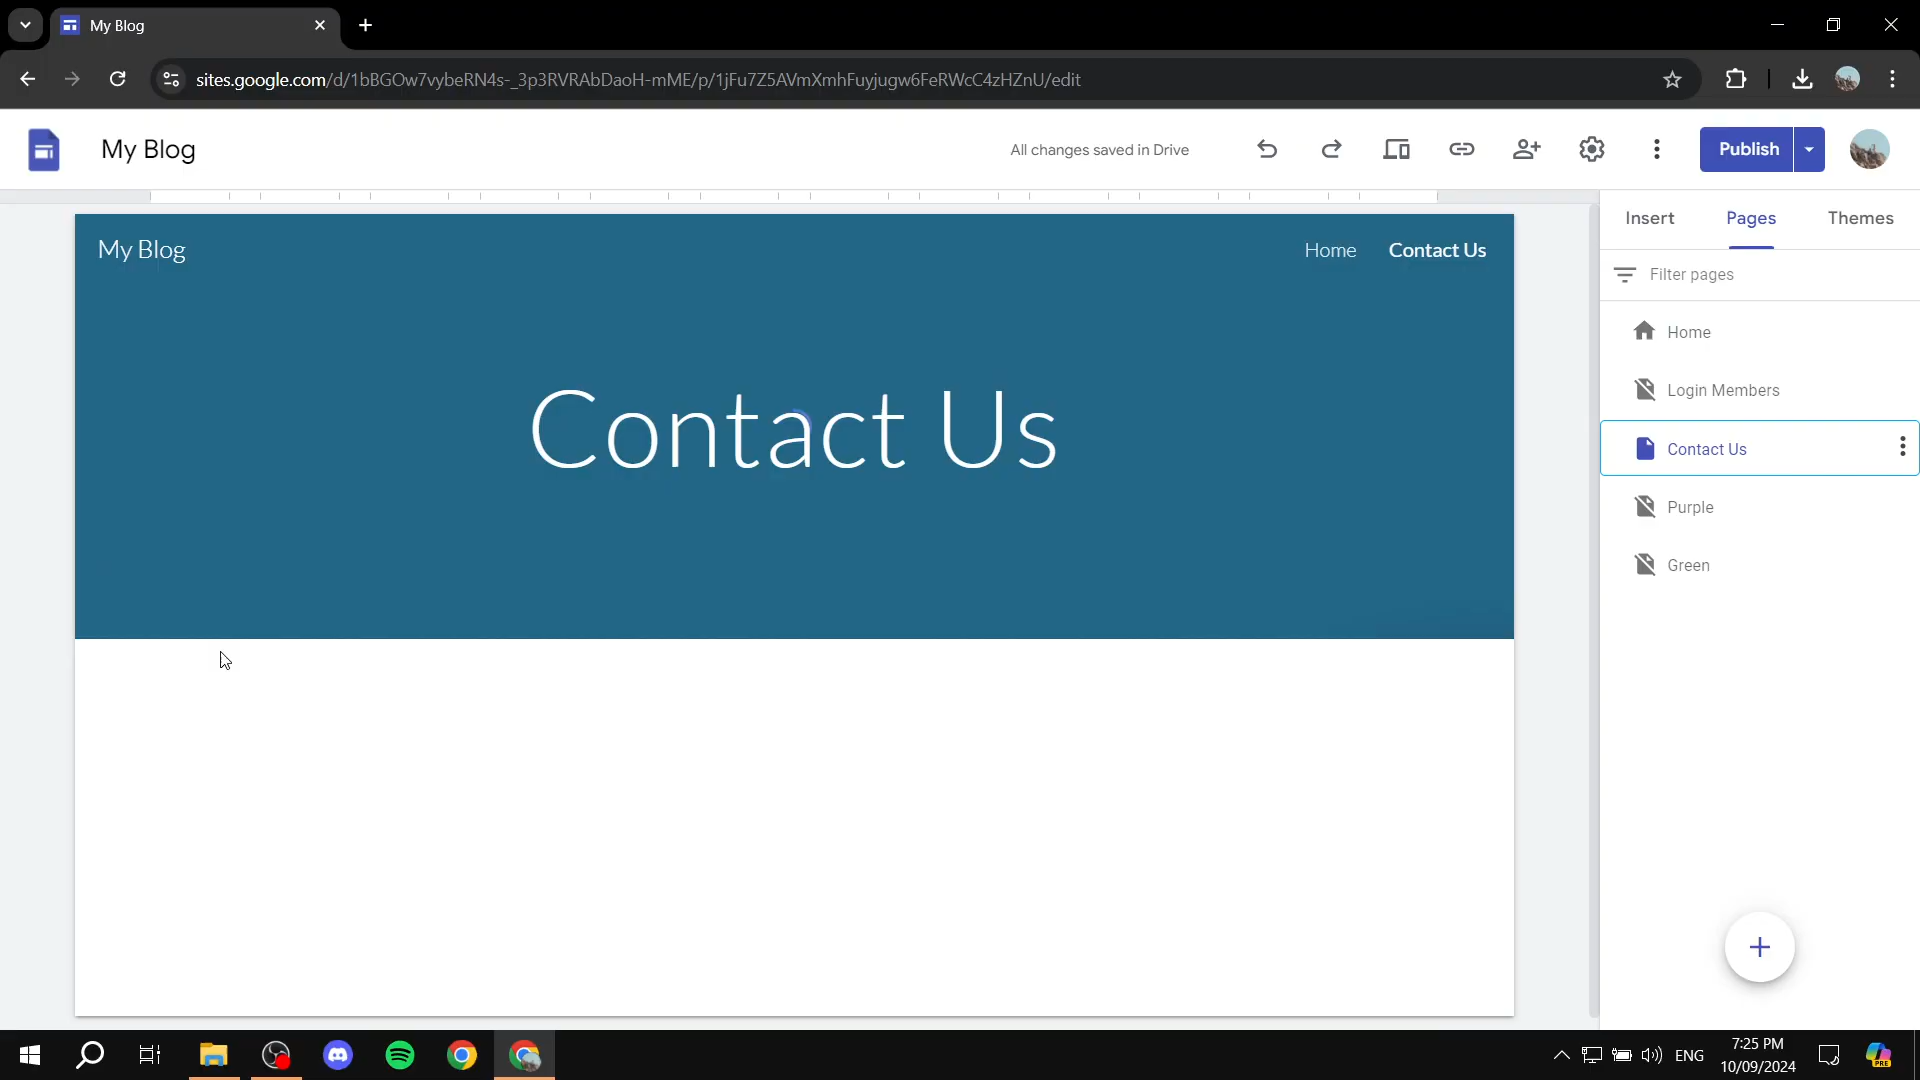 My Blog
sites.google.com/d/1bBGOw7vybeRN4s-_3p3RVRAbDaoH-mME/p/1jFu7Z5AVmXmhFuyjugw6FeRWcC4zHZnU/edit
My Blog
All changes saved in Drive
Publish
Insert
Pages
Themes
My Blog
Home
Contact Us
Filter pages
Home
Login Members
Contact Us
Contact Us
Purple
Green
ENG
7:25 PM
10/09/2024
PRE